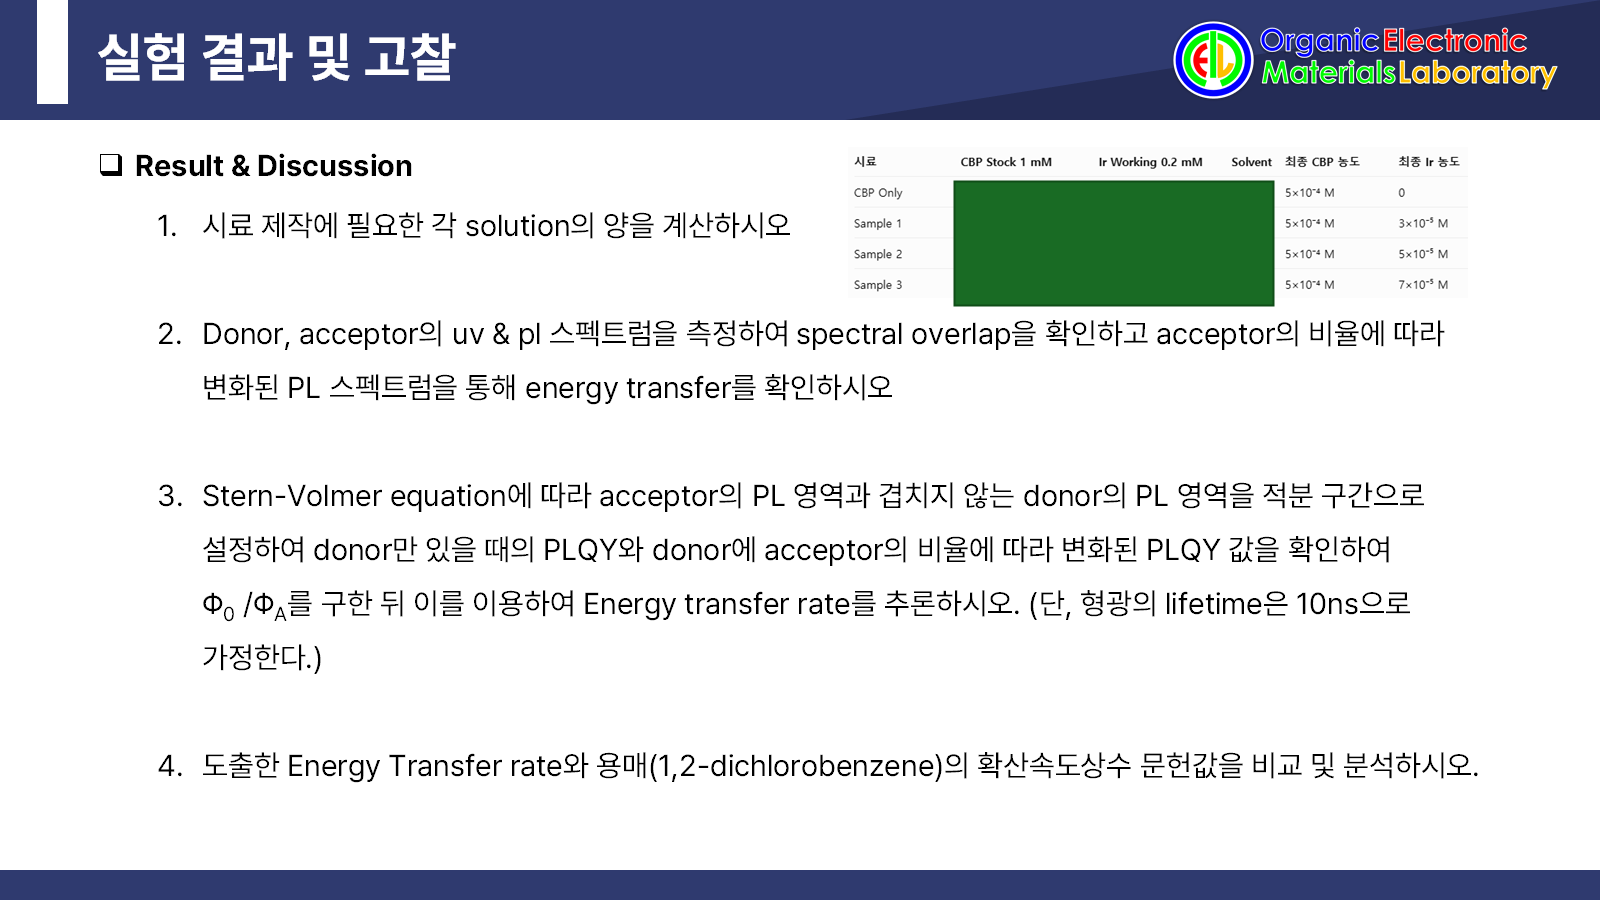 실험 결과 및 고찰
Organic Electronic
Materials Laboratory
❑ Result & Discussion
시료 CBP Stock 1 mM Ir Working 0.2 mM Solvent 최종 CBP 농도 최종 Ir 농도
CBP Only 5×10⁻⁴ M 0
Sample 1 5×10⁻⁴ M 3×10⁻⁵ M
Sample 2 5×10⁻⁴ M 5×10⁻⁵ M
Sample 3 5×10⁻⁴ M 7×10⁻⁵ M
1. 시료 제작에 필요한 각 solution의 양을 계산하시오
2. Donor, acceptor의 uv & pl 스펙트럼을 측정하여 spectral overlap을 확인하고 acceptor의 비율에 따라
변화된 PL 스펙트럼을 통해 energy transfer를 확인하시오
3. Stern-Volmer equation에 따라 acceptor의 PL 영역과 겹치지 않는 donor의 PL 영역을 적분 구간으로
설정하여 donor만 있을 때의 PLQY와 donor에 acceptor의 비율에 따라 변화된 PLQY 값을 확인하여
Φ₀ /Φ_A를 구한 뒤 이를 이용하여 Energy transfer rate를 추론하시오. (단, 형광의 lifetime은 10ns으로
가정한다.)
4. 도출한 Energy Transfer rate와 용매(1,2-dichlorobenzene)의 확산속도상수 문헌값을 비교 및 분석하시오.